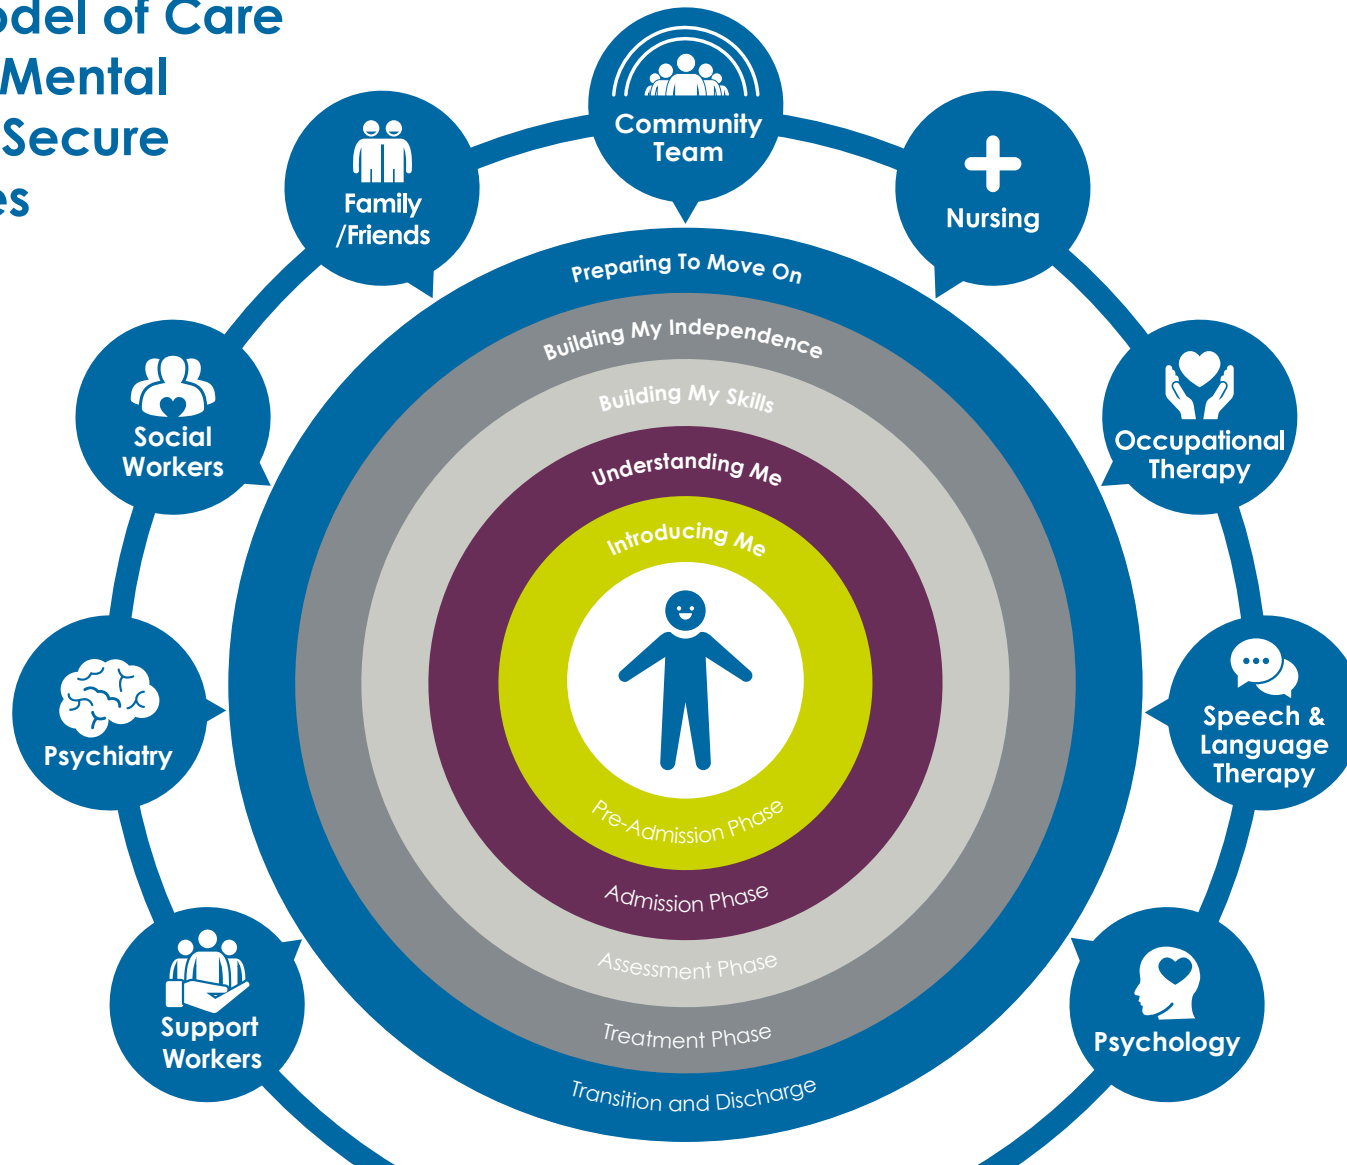 of Care
Mental
Secure
Community
Team
Family
/Friends
Nursing
Social
Workers
Occupational
Therapy
Psychiatry
Speech &
Language
Therapy
Support
Workers
Psychology
Preparing To Move On
Building My Independence
Building My Skills
Understanding Me
Introducing Me
Pre-Admission Phase
Admission Phase
Assessment Phase
Treatment Phase
Transition and Discharge